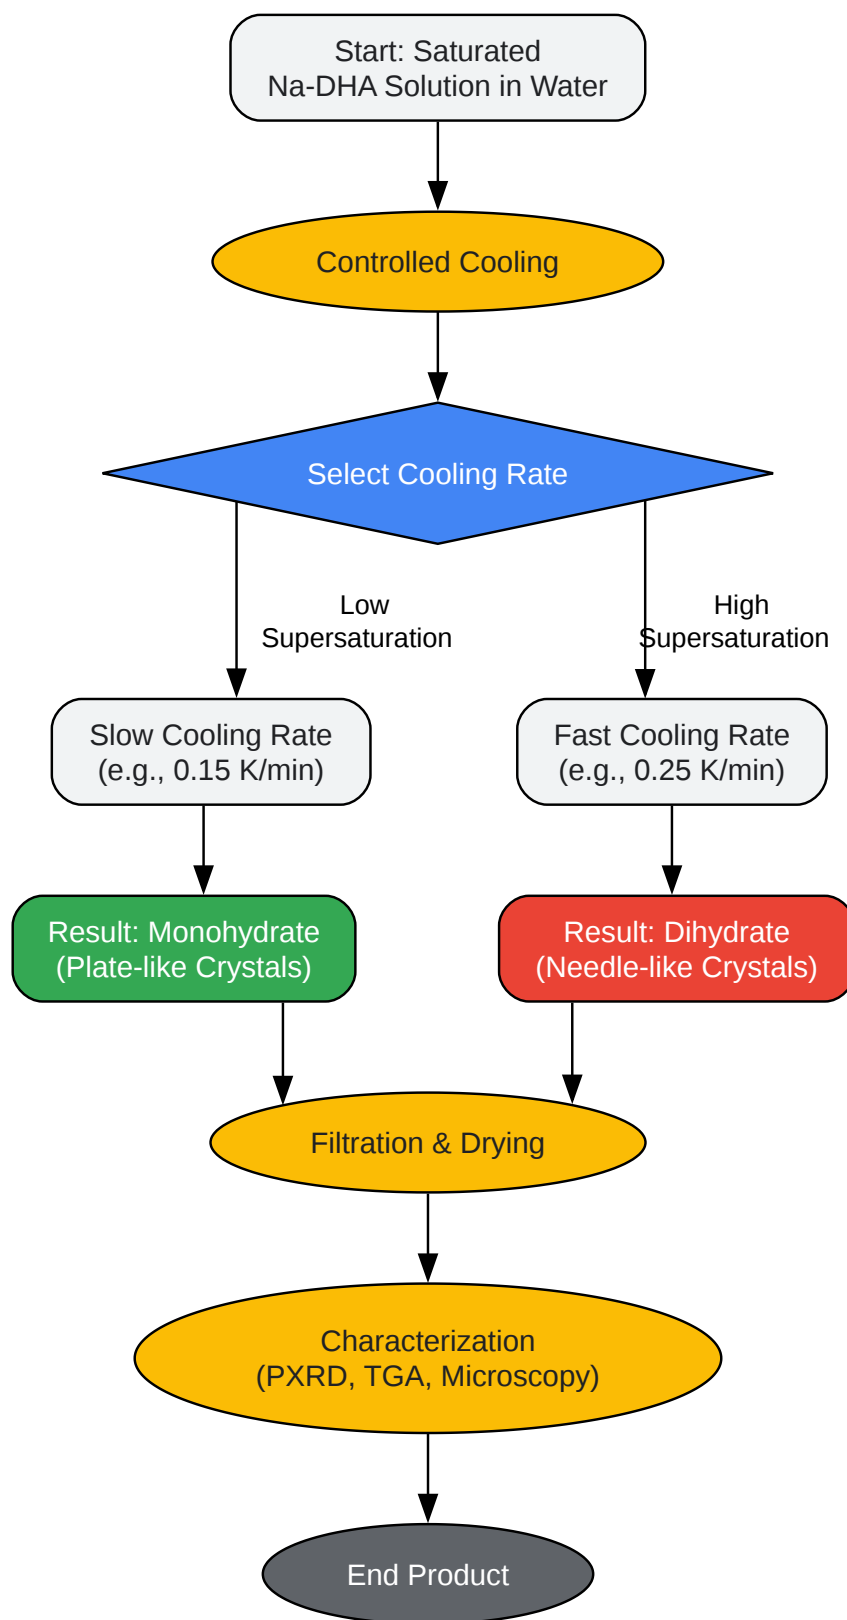 Start: Saturated
Na-DHA Solution in Water
Controlled Cooling
Select Cooling Rate
Low
Supersaturation
High
Supersaturation
Slow Cooling Rate
(e.g., 0.15 K/min)
Fast Cooling Rate
(e.g., 0.25 K/min)
Result: Monohydrate
(Plate-like Crystals)
Result: Dihydrate
(Needle-like Crystals)
Filtration & Drying
Characterization
(PXRD, TGA, Microscopy)
End Product